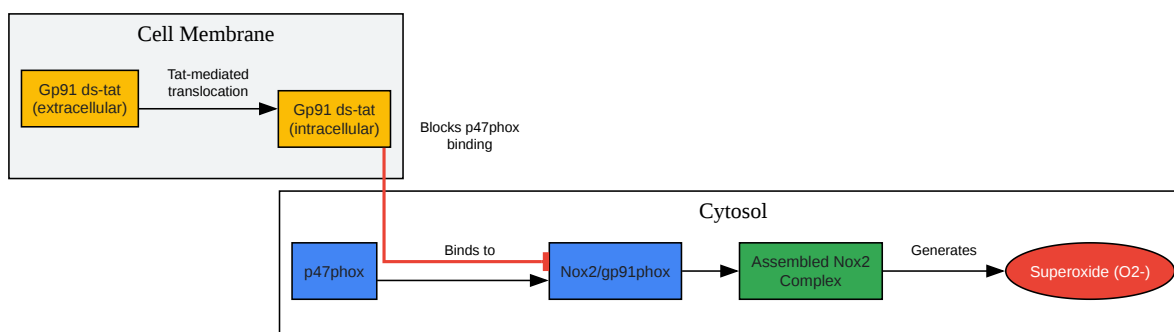 Cell Membrane
Gp91 ds-tat
(extracellular)
Tat-mediated
translocation
Gp91 ds-tat
(intracellular)
Blocks p47phox
binding
Cytosol
p47phox
Binds to
Nox2/gp91phox
Assembled Nox2
Complex
Generates
Superoxide (O2-)